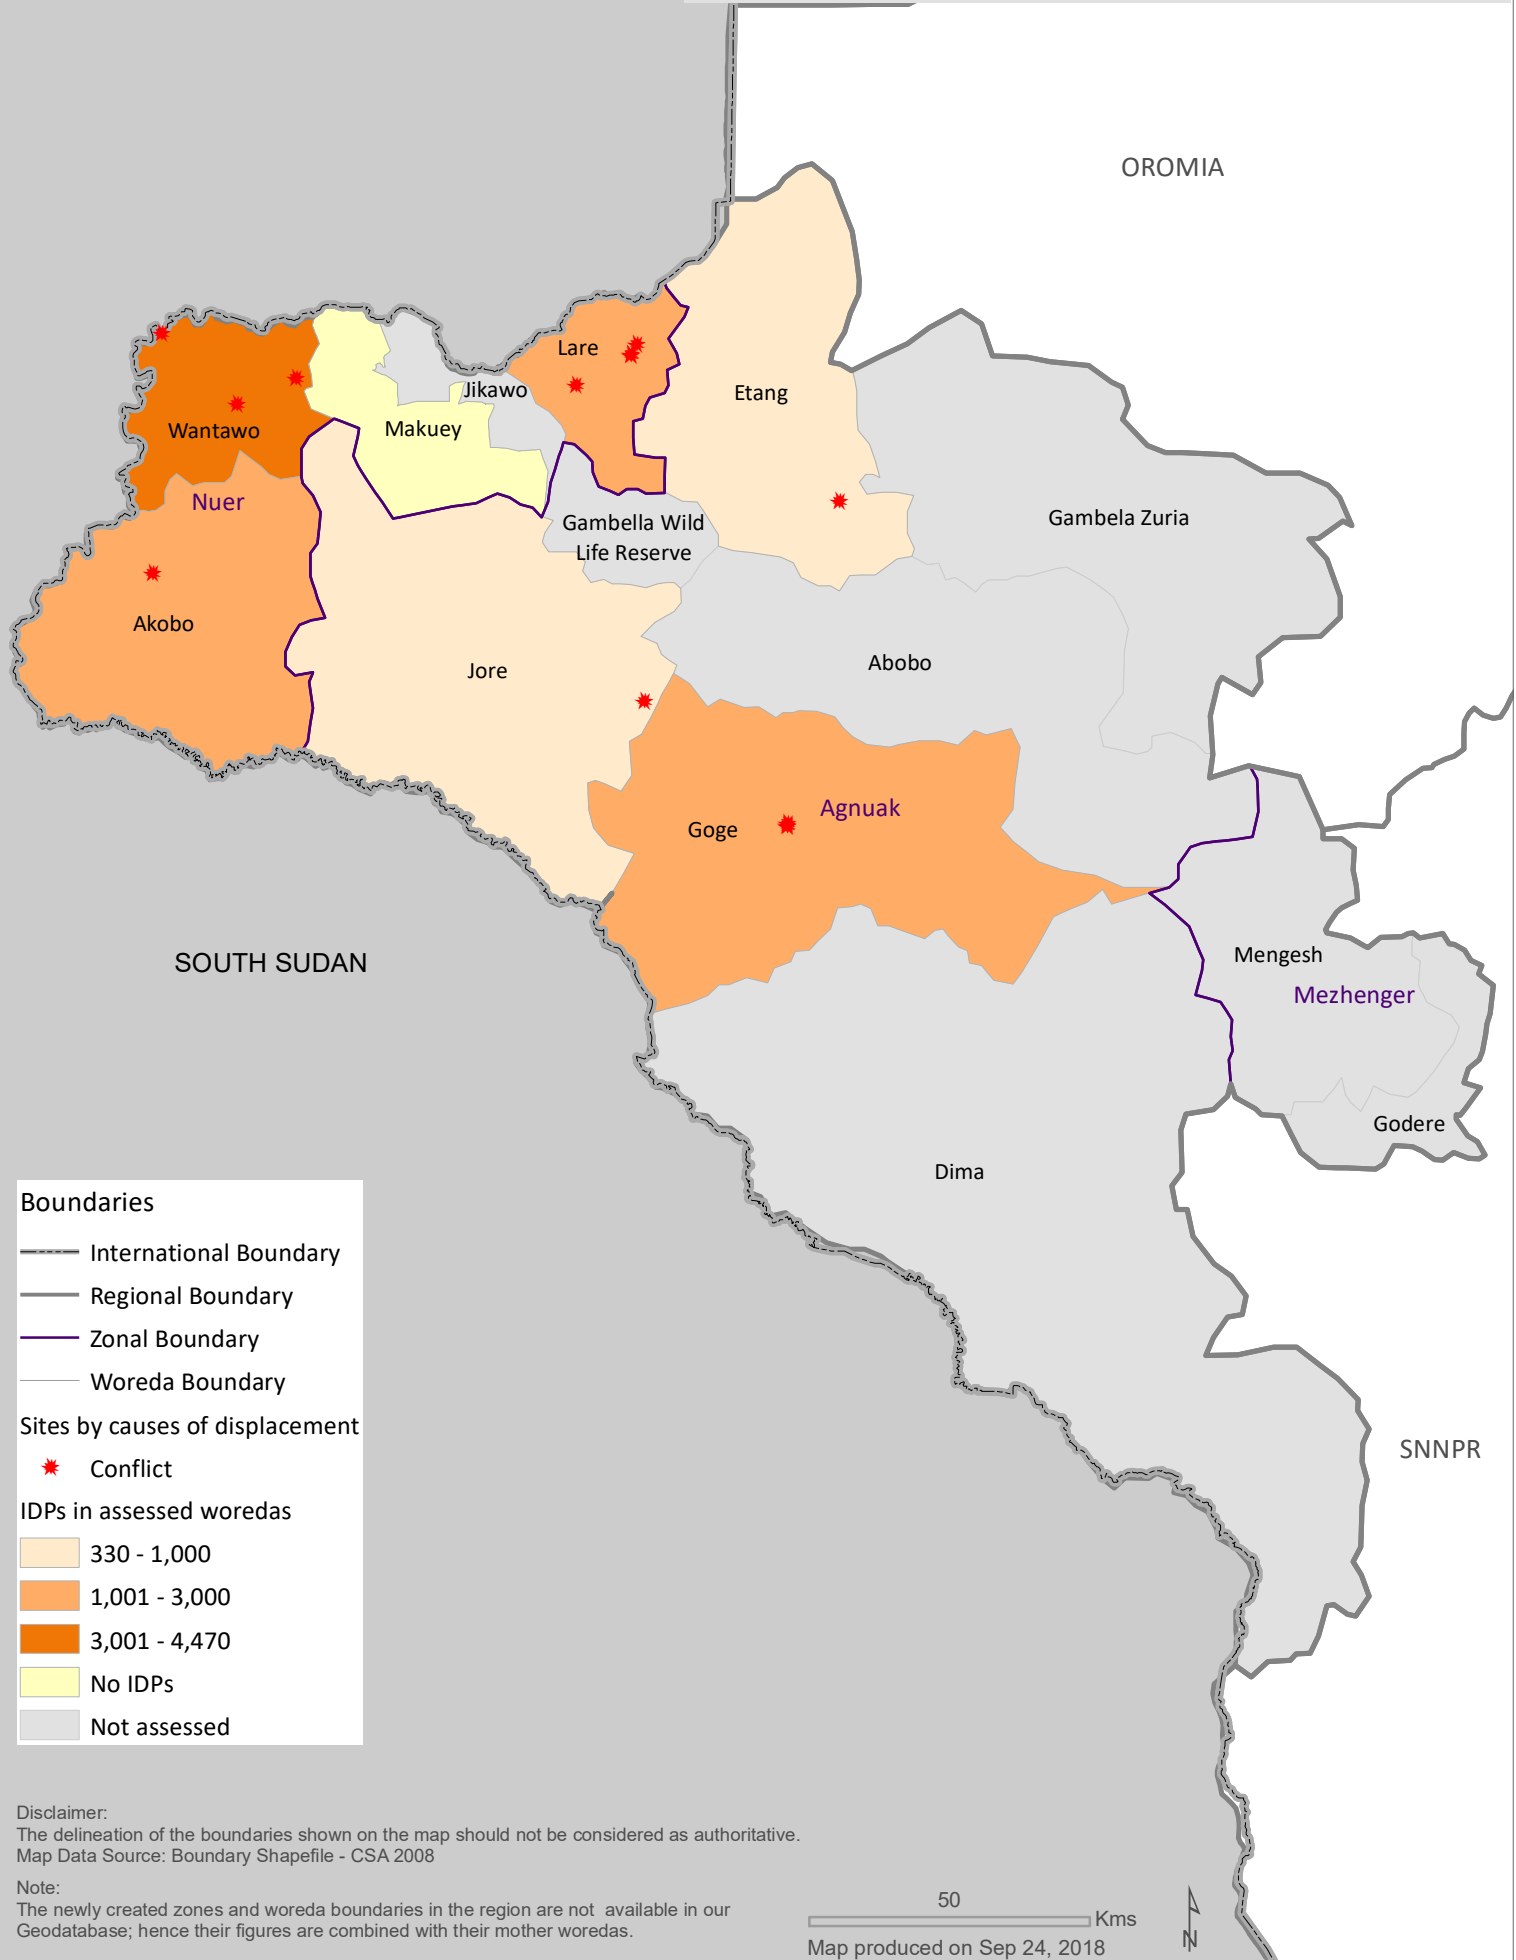 OROMIA
Lare
Jikawo
Etang
Wantawo
Makuey
Nuer
Gambella Wild
Life Reserve
Gambela Zuria
Akobo
Jore
Abobo
Agnuak
Goge
SOUTH SUDAN
Mengesh
Mezhenger
Godere
Dima
SNNPR
Boundaries
International Boundary
Regional Boundary
Zonal Boundary
Woreda Boundary
Sites by causes of displacement
Conflict
IDPs in assessed woredas
330 - 1,000
1,001 - 3,000
3,001 - 4,470
No IDPs
Not assessed
Disclaimer:
The delineation of the boundaries shown on the map should not be considered as authoritative.
Map Data Source: Boundary Shapefile - CSA 2008
Note:
The newly created zones and woreda boundaries in the region are not  available in our
Geodatabase; hence their figures are combined with their mother woredas.
50
Kms
Map produced on Sep 24, 2018
N